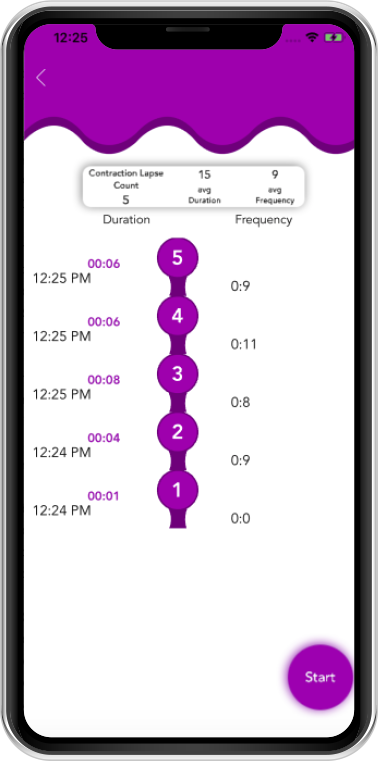 12:25
Contraction Lapse
Count
5
15
avg
Duration
9
avg
Frequency
Duration
Frequency
00:06
5
12:25 PM
0:9
00:06
4
12:25 PM
0:11
00:08
3
12:25 PM
0:8
00:04
2
12:24 PM
0:9
00:01
1
12:24 PM
0:0
Start